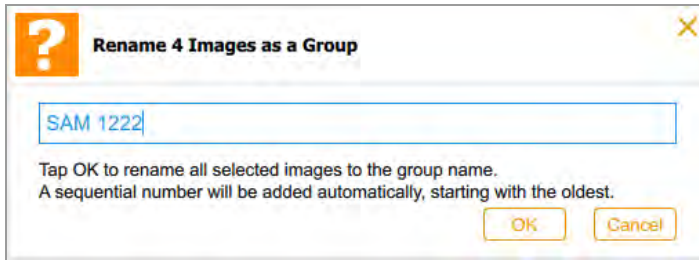 Rename 4 Images as a Group
SAM 1222
Tap OK to rename all selected images to the group name.
A sequential number will be added automatically, starting with the oldest.
OK Cancel